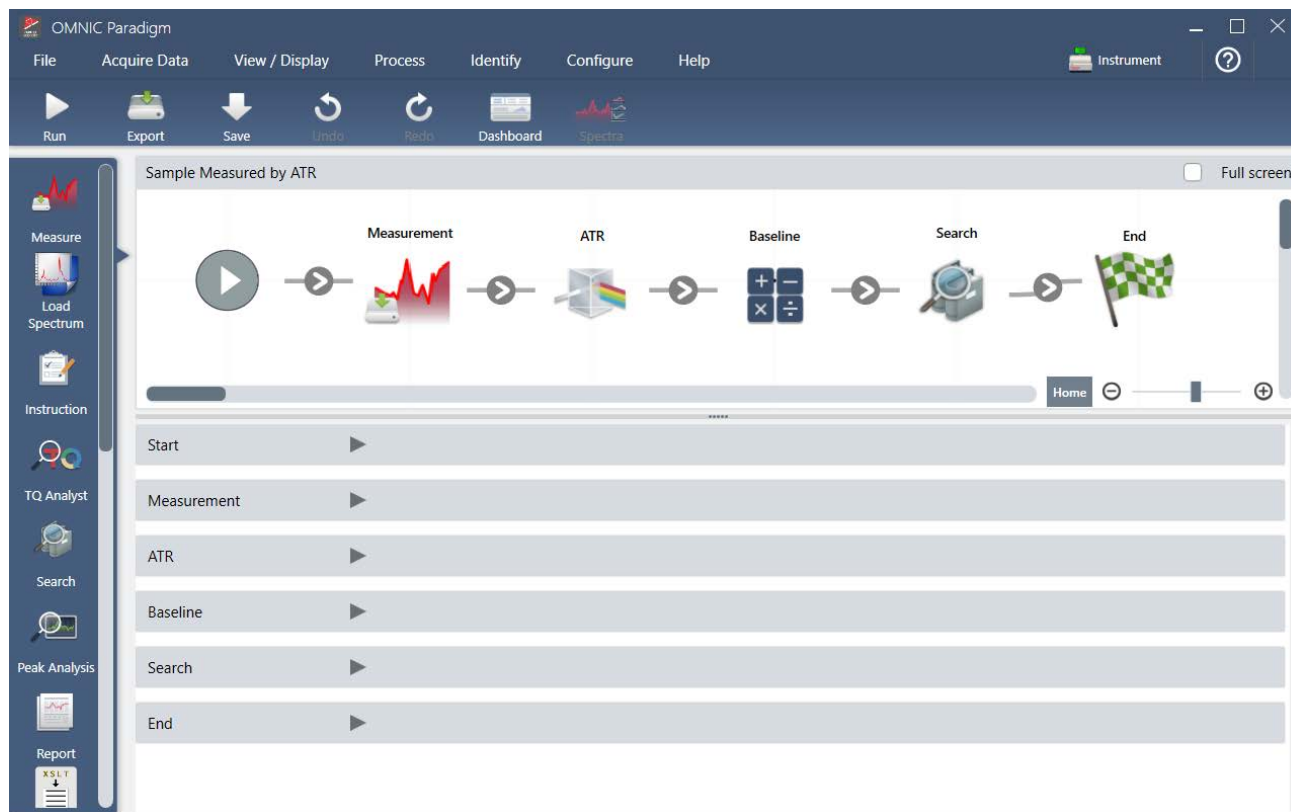 OMNIC Paradigm
File Acquire Data View / Display Process Identify Configure Help Instrument ?
Run Export Save Undo Redo Dashboard Spectra
Sample Measured by ATR Full screen
Measurement ATR Baseline Search End
Home
Measure
Load
Spectrum
Instruction
TQ Analyst
Search
Peak Analysis
Report
XSLT
Start
Measurement
ATR
Baseline
Search
End